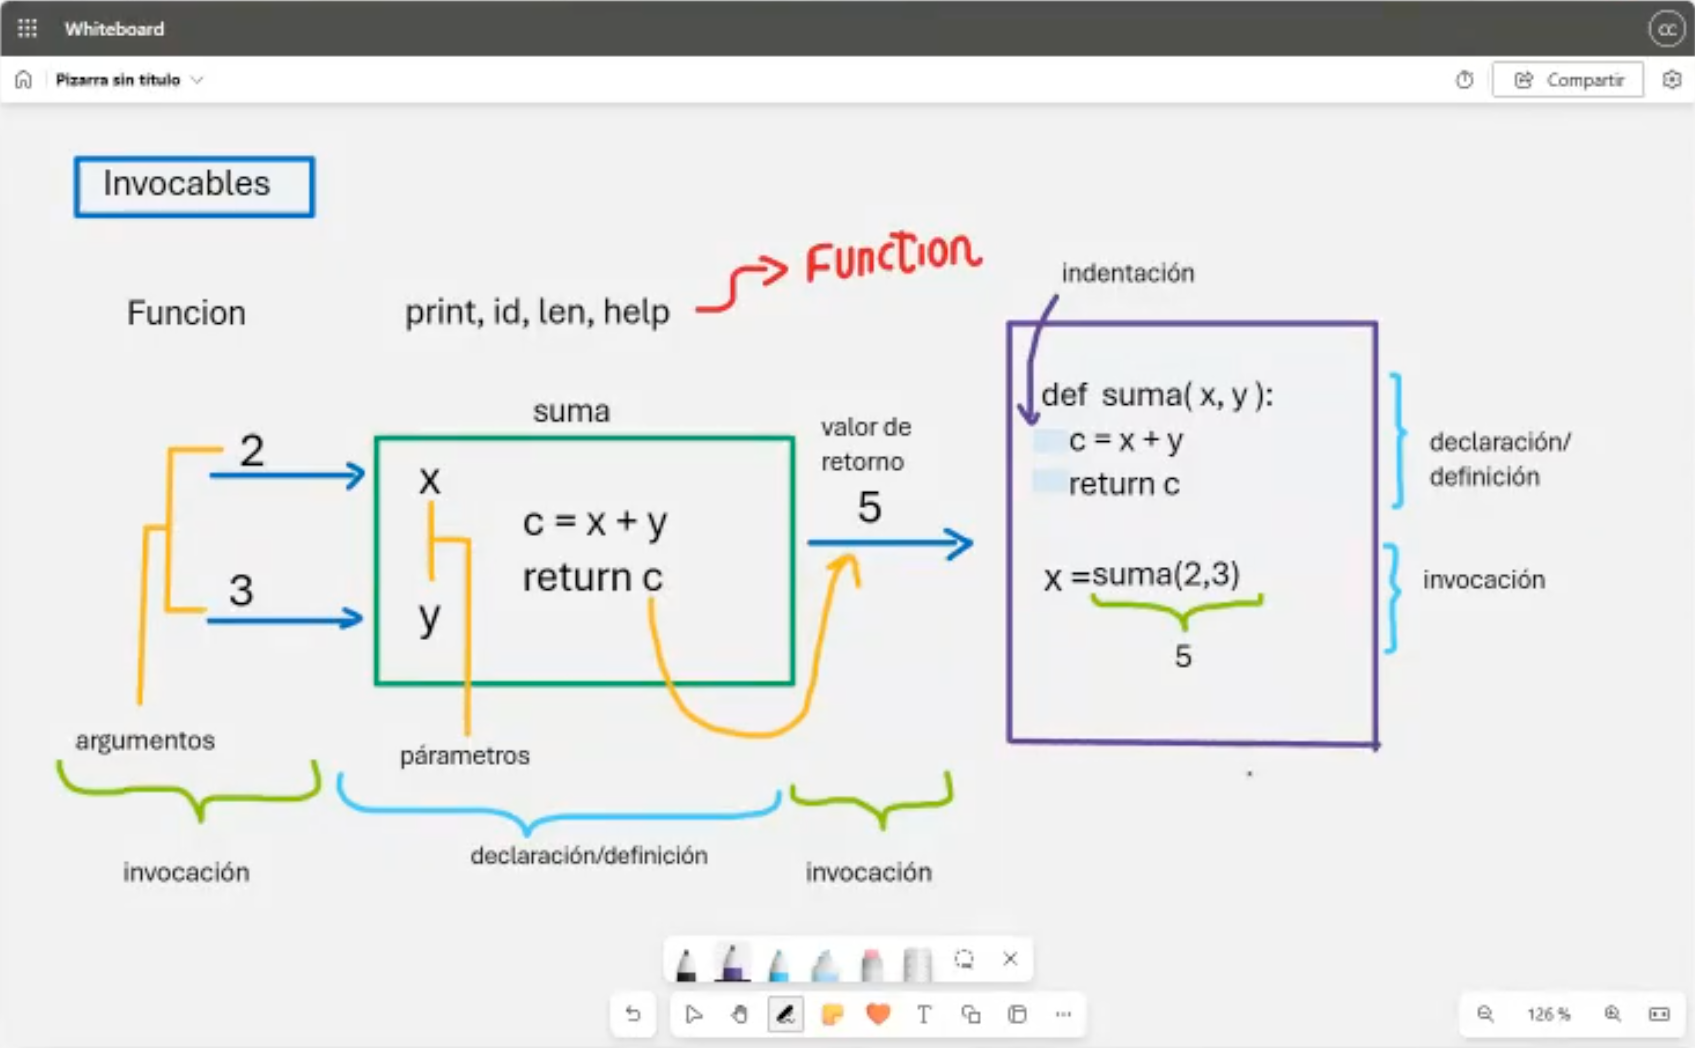 Whiteboard
CC
Pizarra sin título
Compartir
Invocables
Function
indentación
Funcion
print, id, len, help
def suma( x, y ):
c = x + y
return c
declaración/
definición
suma
valor de
retorno
2
x
c = x + y
5
return c
3
y
x =suma(2,3)
invocación
5
argumentos
párametros
invocación
declaración/definición
invocación
126 %